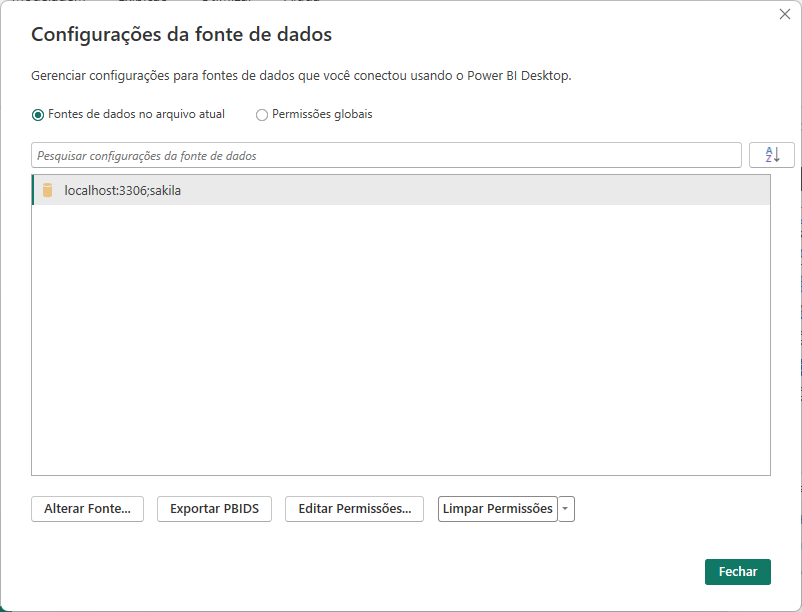 Configurações da fonte de dados
Gerenciar configurações para fontes de dados que você conectou usando o Power BI Desktop.
Fontes de dados no arquivo atual Permissões globais
Pesquisar configurações da fonte de dados
A
Z
localhost:3306;sakila
Alterar Fonte... Exportar PBIDS Editar Permissões... Limpar Permissões
Fechar